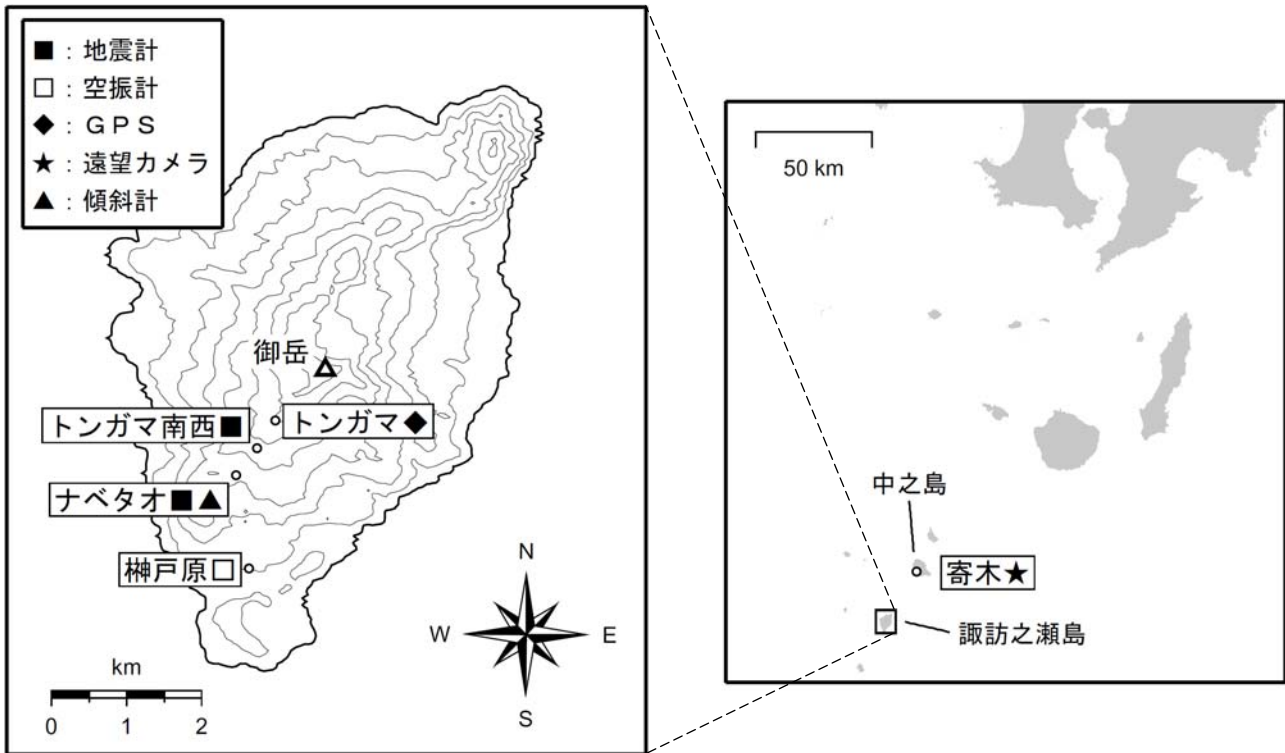 ■：地震計
□：空振計
◆：ＧＰＳ
★：遠望カメラ
▲：傾斜計
御岳
トンガマ南西■
トンガマ◆
ナベタオ■▲
榊戸原□
N
W
E
S
km
0 1 2
50 km
中之島
寄木★
諏訪之瀬島